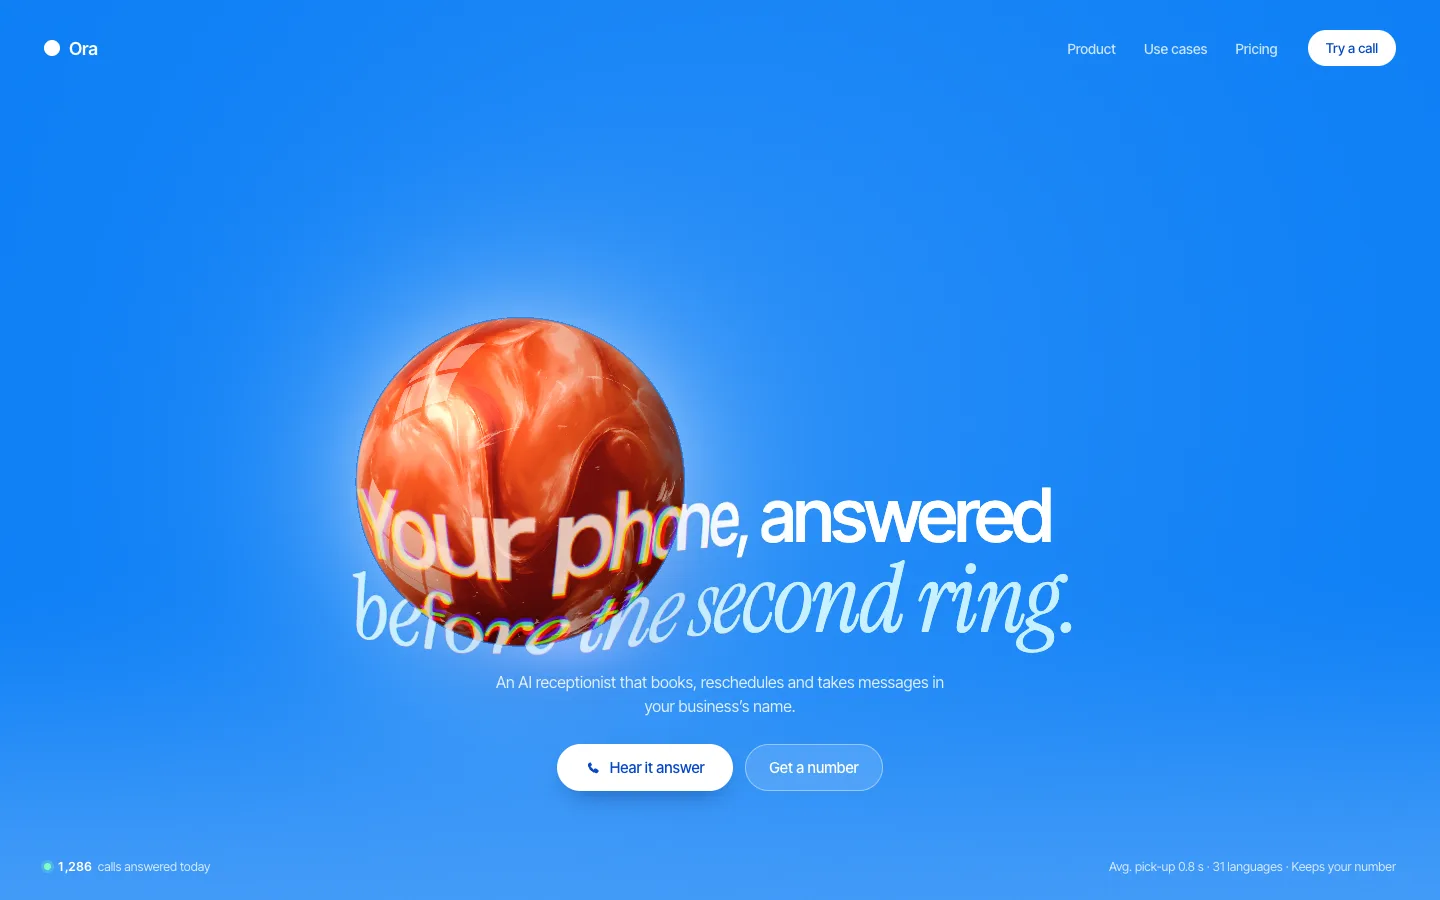 Ora
Product
Use cases
Pricing
Try a call
Your phone, answered
before the second ring.
An AI receptionist that books, reschedules and takes messages in
your business's name.
Hear it answer
Get a number
1,286 calls answered today
Avg. pick-up 0.8 s · 31 languages · Keeps your number